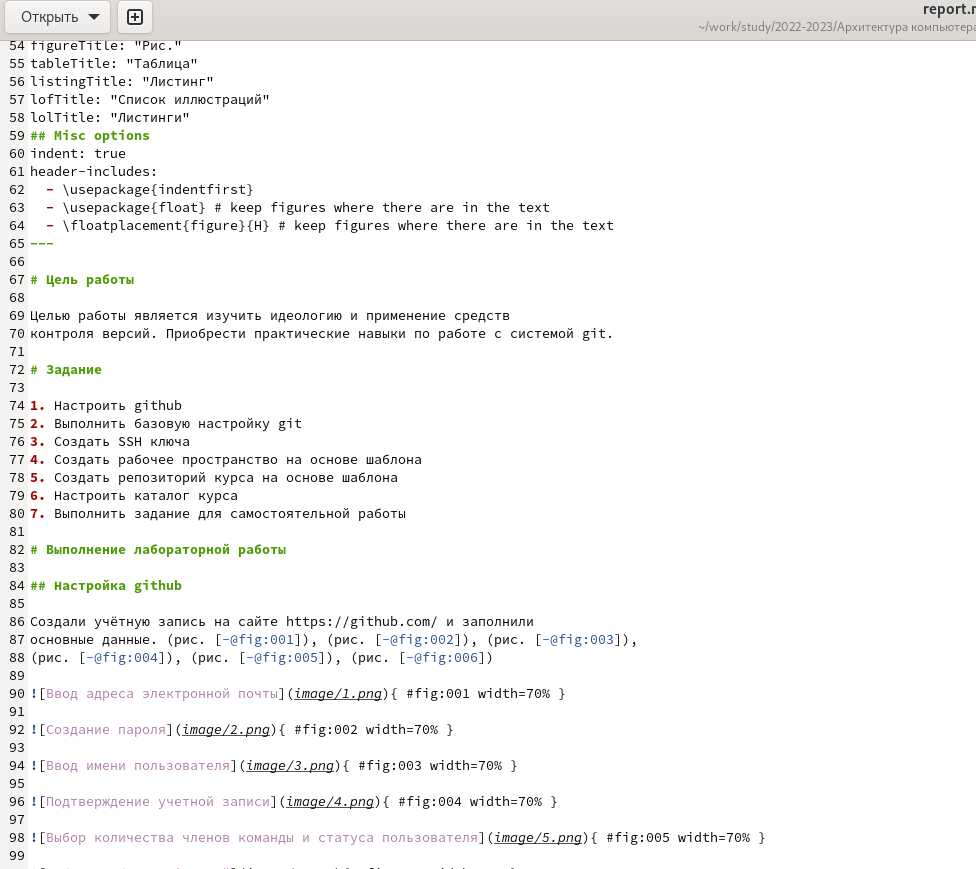 Открыть
report.
~/work/study/2022-2023/Архитектура компьютера
54 figureTitle: "Рис."
55 tableTitle: "Таблица"
56 listingTitle: "Листинг"
57 lofTitle: "Список иллюстраций"
58 lolTitle: "Листинги"
59 ## Misc options
60 indent: true
61 header-includes:
62   - \usepackage{indentfirst}
63   - \usepackage{float} # keep figures where there are in the text
64   - \floatplacement{figure}{H} # keep figures where there are in the text
65 ---
66
67 # Цель работы
68
69 Целью работы является изучить идеологию и применение средств
70 контроля версий. Приобрести практические навыки по работе с системой git.
71
72 # Задание
73
74 1. Настроить github
75 2. Выполнить базовую настройку git
76 3. Создать SSH ключа
77 4. Создать рабочее пространство на основе шаблона
78 5. Создать репозиторий курса на основе шаблона
79 6. Настроить каталог курса
80 7. Выполнить задание для самостоятельной работы
81
82 # Выполнение лабораторной работы
83
84 ## Настройка github
85
86 Создали учётную запись на сайте https://github.com/ и заполнили
87 основные данные. (рис. [-@fig:001]), (рис. [-@fig:002]), (рис. [-@fig:003]),
88 (рис. [-@fig:004]), (рис. [-@fig:005]), (рис. [-@fig:006])
89
90 ![Ввод адреса электронной почты](image/1.png){ #fig:001 width=70% }
91
92 ![Создание пароля](image/2.png){ #fig:002 width=70% }
93
94 ![Ввод имени пользователя](image/3.png){ #fig:003 width=70% }
95
96 ![Подтверждение учетной записи](image/4.png){ #fig:004 width=70% }
97
98 ![Выбор количества членов команды и статуса пользователя](image/5.png){ #fig:005 width=70% }
99